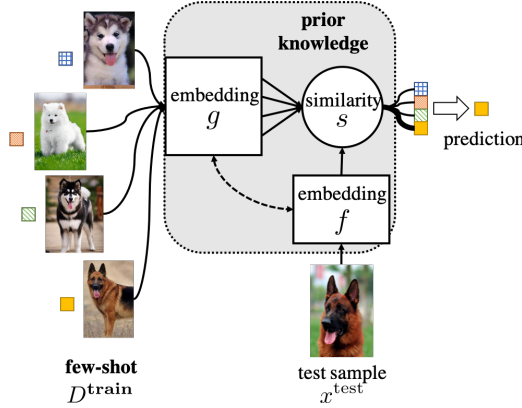 prior
knowledge
embedding
g
similarity
s
prediction
embedding
f
few-shot
D^train
test sample
x^test